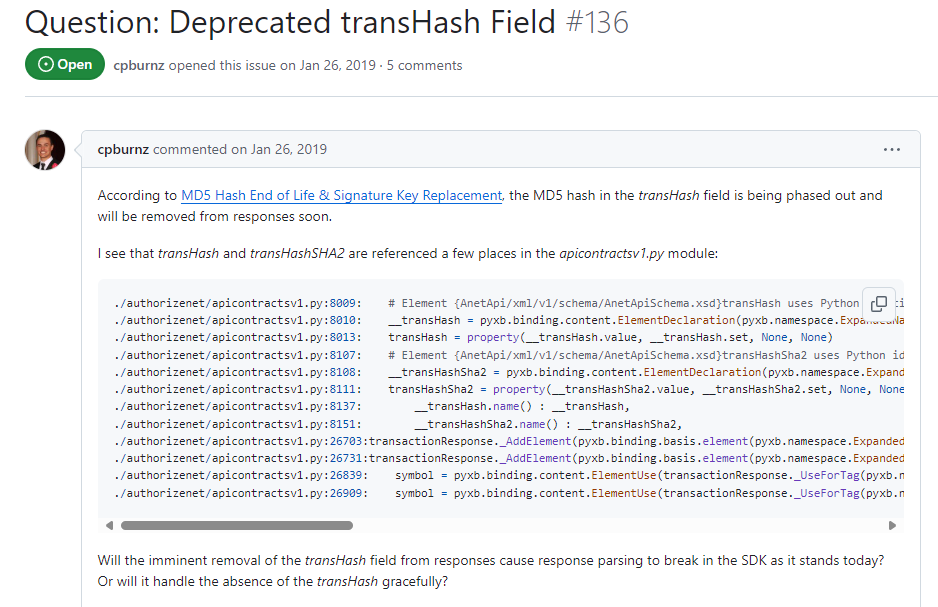 Question: Deprecated transHash Field #136
Open cpburnz opened this issue on Jan 26, 2019 · 5 comments
cpburnz commented on Jan 26, 2019
According to MD5 Hash End of Life & Signature Key Replacement, the MD5 hash in the transHash field is being phased out and
will be removed from responses soon.
I see that transHash and transHashSHA2 are referenced a few places in the apicontractsv1.py module:
./authorizenet/apicontractsv1.py:8009:    # Element {AnetApi/xml/v1/schema/AnetApiSchema.xsd}transHash uses Python
./authorizenet/apicontractsv1.py:8010:    __transHash = pyxb.binding.content.ElementDeclaration(pyxb.namespace.ExpandedNa
./authorizenet/apicontractsv1.py:8013:    transHash = property(__transHash.value, __transHash.set, None, None)
./authorizenet/apicontractsv1.py:8107:    # Element {AnetApi/xml/v1/schema/AnetApiSchema.xsd}transHashSha2 uses Python id
./authorizenet/apicontractsv1.py:8108:    __transHashSha2 = pyxb.binding.content.ElementDeclaration(pyxb.namespace.Expand
./authorizenet/apicontractsv1.py:8111:    transHashSha2 = property(__transHashSha2.value, __transHashSha2.set, None, None
./authorizenet/apicontractsv1.py:8137:        __transHash.name() : __transHash,
./authorizenet/apicontractsv1.py:8151:        __transHashSha2.name() : __transHashSha2,
./authorizenet/apicontractsv1.py:26703:transactionResponse._AddElement(pyxb.binding.basis.element(pyxb.namespace.Expanded
./authorizenet/apicontractsv1.py:26731:transactionResponse._AddElement(pyxb.binding.basis.element(pyxb.namespace.Expanded
./authorizenet/apicontractsv1.py:26839:    symbol = pyxb.binding.content.ElementUse(transactionResponse._UseForTag(pyxb.n
./authorizenet/apicontractsv1.py:26909:    symbol = pyxb.binding.content.ElementUse(transactionResponse._UseForTag(pyxb.n
Will the imminent removal of the transHash field from responses cause response parsing to break in the SDK as it stands today?
Or will it handle the absence of the transHash gracefully?